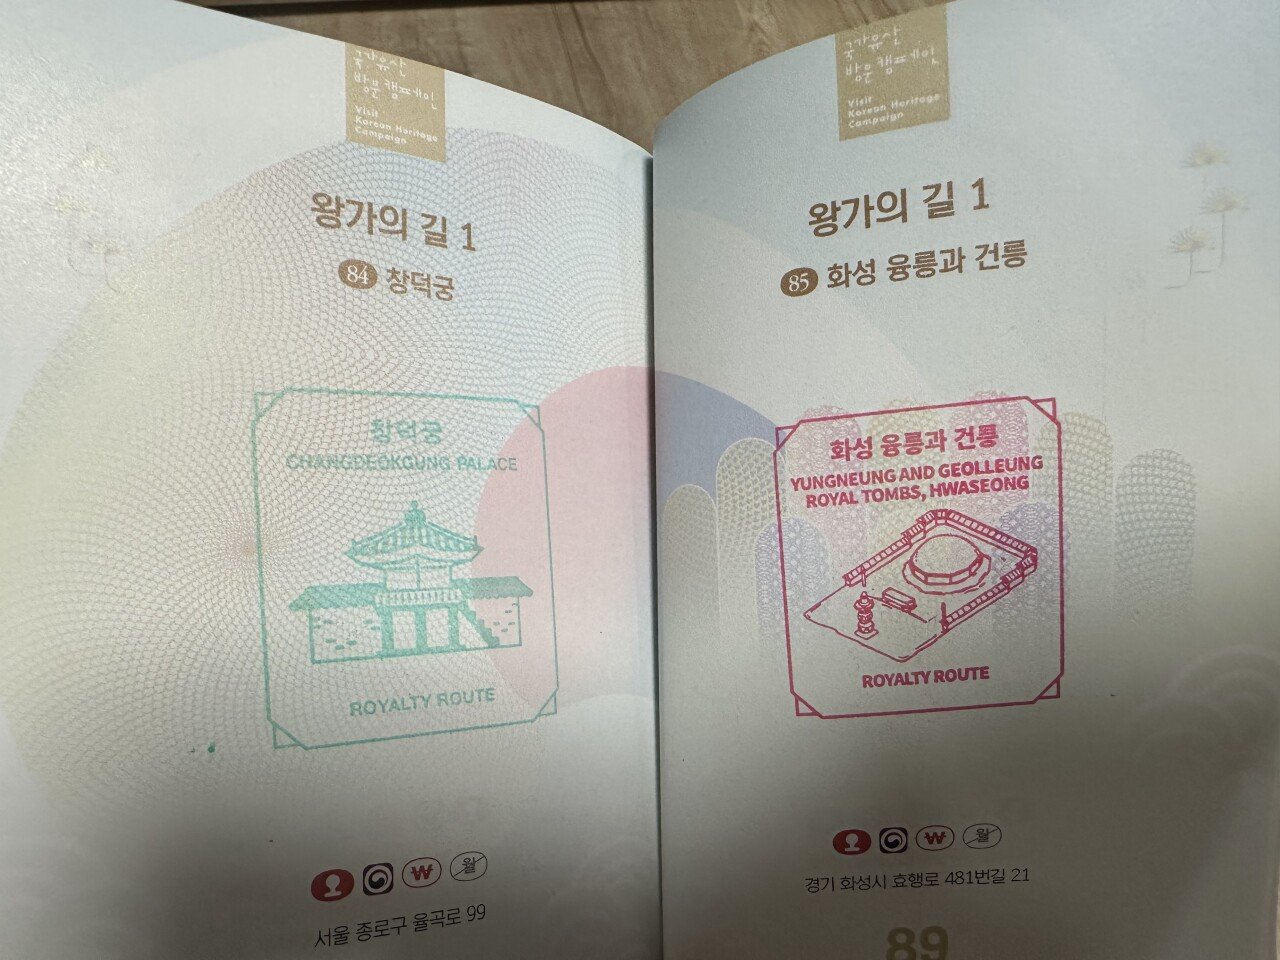 국가유산
방문 캠페인
Visit
Korean Heritage
Campaign
왕가의 길 1
84 창덕궁
창덕궁
CHANGDEOKGUNG PALACE
ROYALTY ROUTE
₩
월
서울 종로구 율곡로 99
국가유산
방문 캠페인
Visit
Korean Heritage
Campaign
왕가의 길 1
85 화성 융릉과 건릉
화성 융릉과 건릉
YUNGNEUNG AND GEOLLEUNG
ROYAL TOMBS, HWASEONG
ROYALTY ROUTE
₩
월
경기 화성시 효행로 481번길 21
89